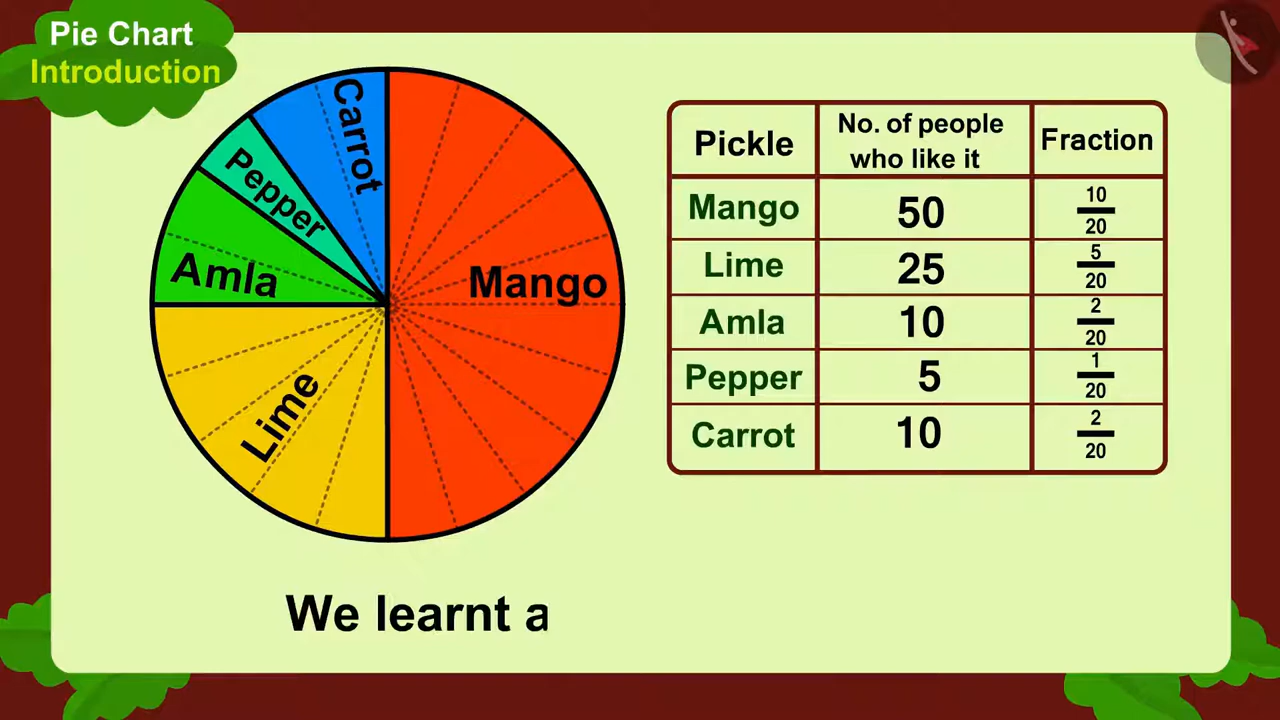 Pie Chart
Introduction
Carrot
Pepper
Amla
Mango
Lime
Pickle No. of people who like it Fraction
Mango 50 10/20
Lime 25 5/20
Amla 10 2/20
Pepper 5 1/20
Carrot 10 2/20
We learnt a